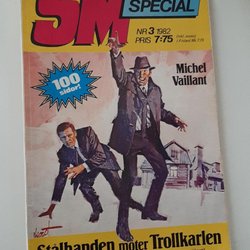 SM
SPECIAL
NR 3 1982
PRIS 7:75
100
sidor!
Michel
Vaillant
Stålhanden möter Trollkarlen